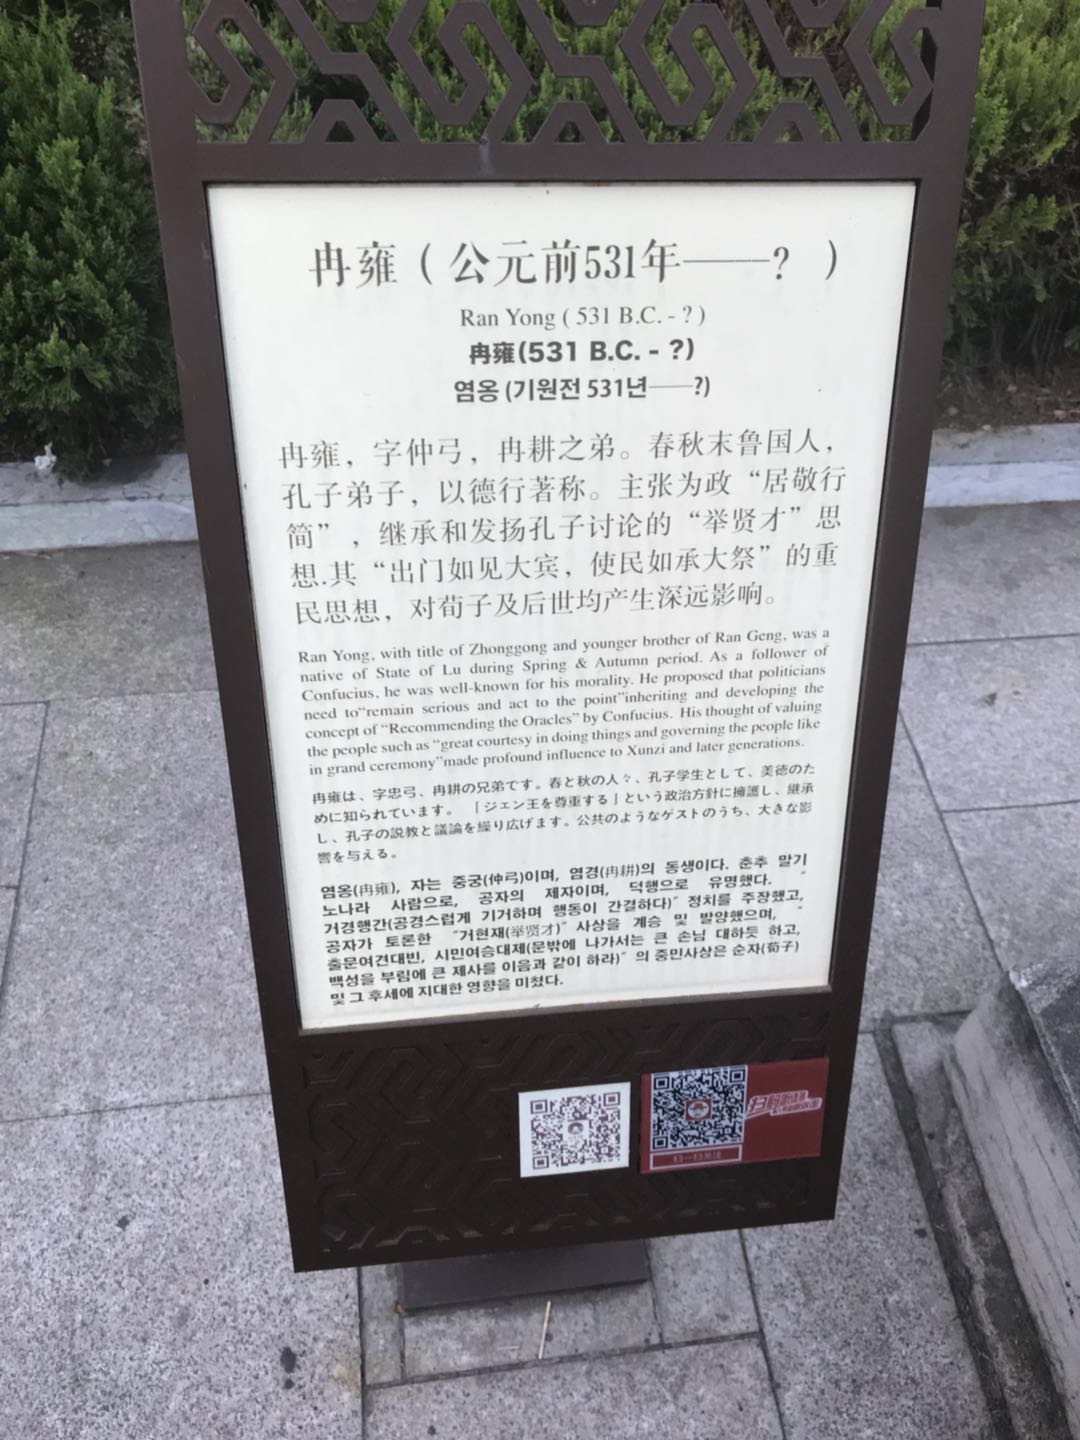 冉雍（公元前531年——?）
Ran Yong ( 531 B.C. - ? )
冉雍(531 B.C. - ?)
염옹 (기원전 531년——?)
冉雍，字仲弓，冉耕之弟。春秋末鲁国人，
孔子弟子，以德行著称。主张为政“居敬行
简”，继承和发扬孔子讨论的“举贤才”思
想.其“出门如见大宾，使民如承大祭”的重
民思想，对荀子及后世均产生深远影响。
Ran Yong, with title of Zhonggong and younger brother of Ran Geng, was a
native of State of Lu during Spring & Autumn period. As a follower of
Confucius, he was well-known for his morality. He proposed that politicians
need to“remain serious and act to the point”inheriting and developing the
concept of “Recommending the Oracles” by Confucius. His thought of valuing
the people such as “great courtesy in doing things and governing the people like
in grand ceremony”made profound influence to Xunzi and later generations.
冉雍は、字忠弓、冉耕の兄弟です。春と秋の人々、孔子学生として、美徳のた
めに知られています。「ジェン王を尊重する」という政治方針に擁護し、継承
し、孔子の説教と議論を繰り広げます。公共のようなゲストのうち、大きな影
響を与える。
염옹(冉雍), 자는 중궁(仲弓)이며, 염경(冉耕)의 동생이다. 춘추 말기
노나라 사람으로, 공자의 제자이며, 덕행으로 유명했다. “
거경행간(공경스럽게 기거하며 행동이 간결하다)” 정치를 주장했고,
공자가 토론한 “거현재(举贤才)” 사상을 계승 및 발양했으며, “
출문여견대빈, 시민여승대제(문밖에 나가서는 큰 손님 대하듯 하고,
백성을 부림에 큰 제사를 이음과 같이 하라)”의 중민사상은 순자(荀子)
및 그 후세에 지대한 영향을 미쳤다.
扫一扫关注